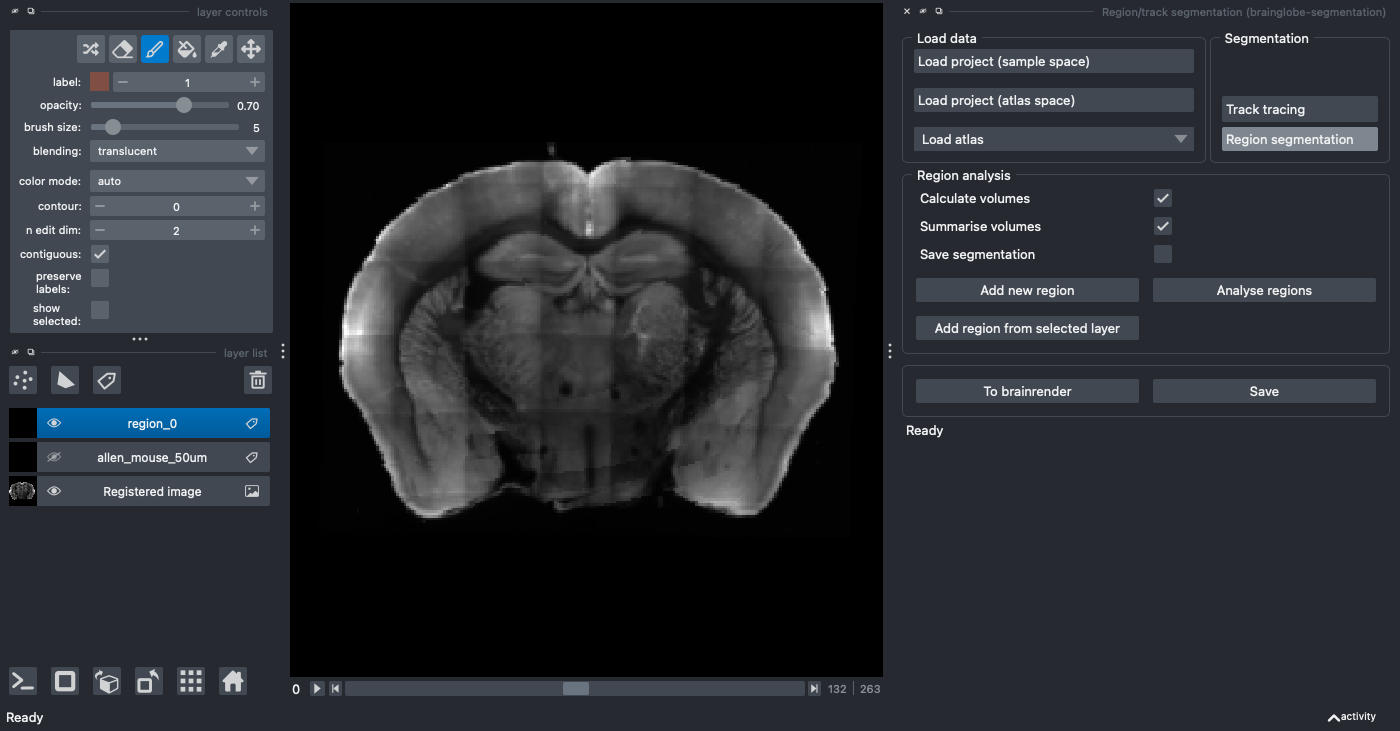 layer controls
label:
1
opacity:
0.70
brush size:
5
blending:
translucent
color mode:
auto
contour:
0
n edit dim:
2
contiguous:
preserve
labels:
show
selected:
layer list
region_0
allen_mouse_50um
Registered image
Ready
0
132
263
Region/track segmentation (brainglobe-segmentation)
Load data
Load project (sample space)
Load project (atlas space)
Load atlas
Segmentation
Track tracing
Region segmentation
Region analysis
Calculate volumes
Summarise volumes
Save segmentation
Add new region
Analyse regions
Add region from selected layer
To brainrender
Save
Ready
activity